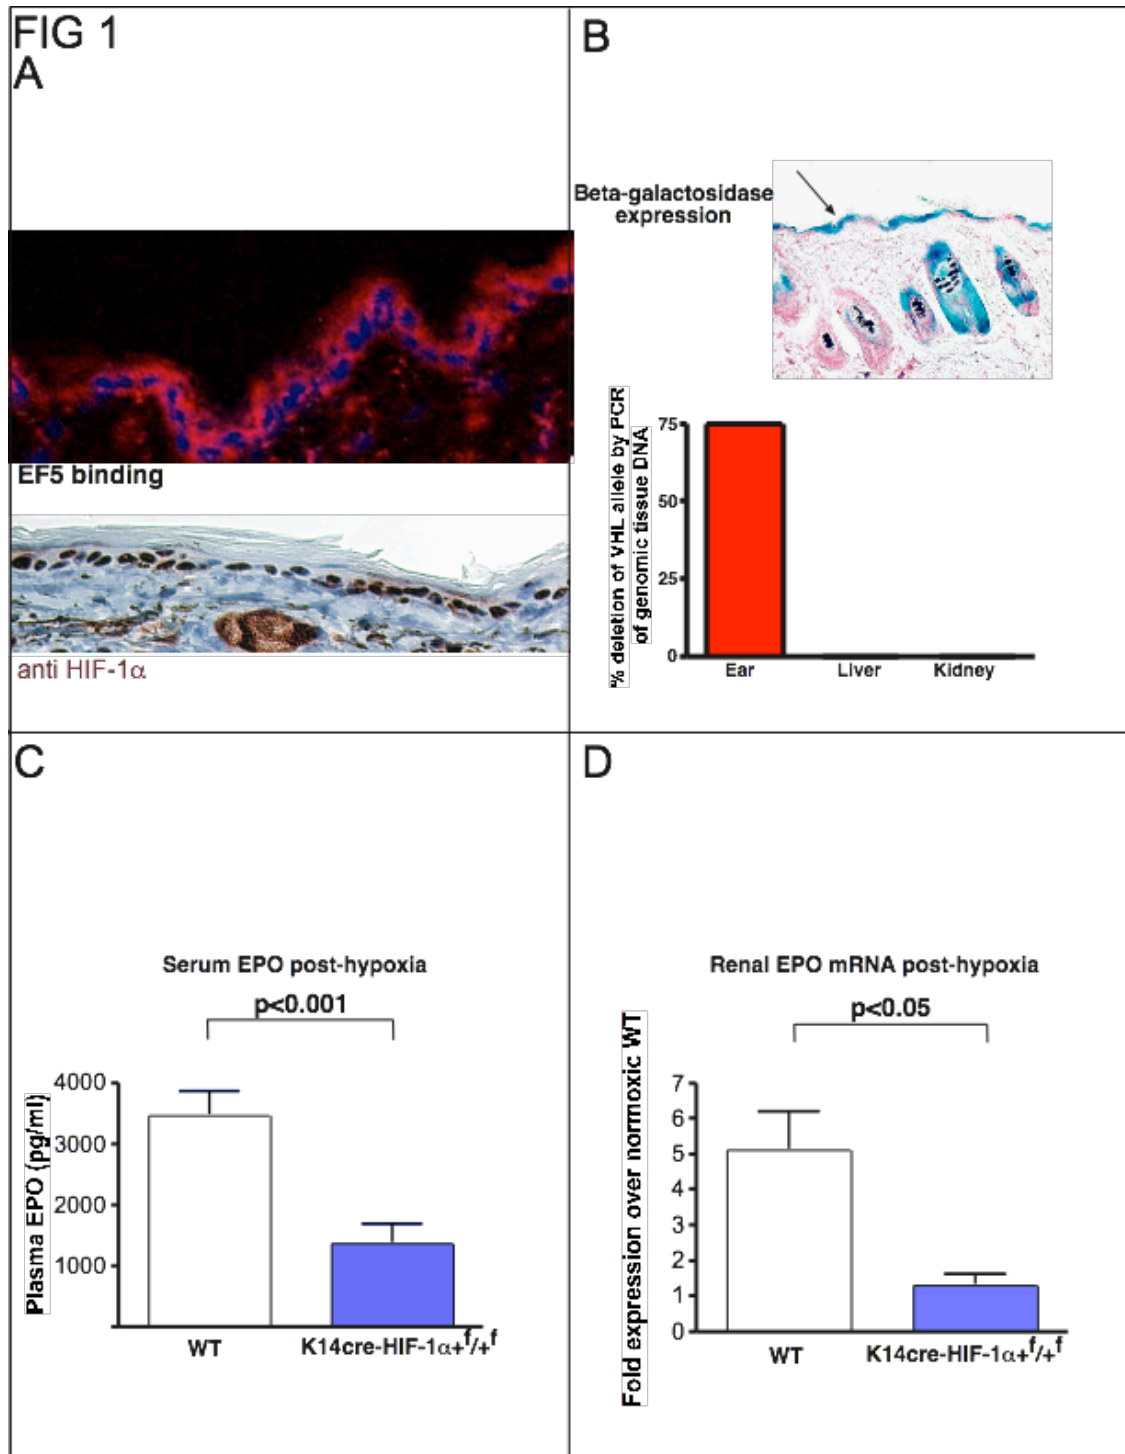 FIG 1
A
EF5 binding
anti HIF-1α
B
Beta-galactosidase
expression
% deletion of VHL allele by PCR
of genomic tissue DNA
75
50
25
0
Ear Liver Kidney
C
Serum EPO post-hypoxia
p<0.001
Plasma EPO (pg/ml)
4000
3000
2000
1000
WT K14cre-HIF-1α+f/+f
D
Renal EPO mRNA post-hypoxia
p<0.05
Fold expression over normoxic WT
7
6
5
4
3
2
1
0
WT K14cre-HIF-1α+f/+f